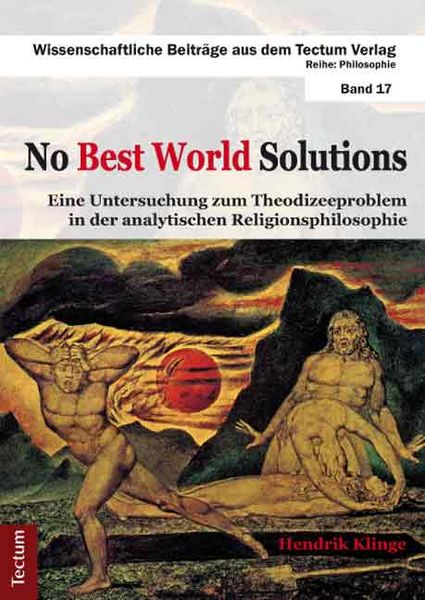 Wissenschaftliche Beiträge aus dem Tectum Verlag
Reihe: Philosophie
Band 17
No Best World Solutions
Eine Untersuchung zum Theodizeeproblem
in der analytischen Religionsphilosophie
Hendrik Klinge
Tectum